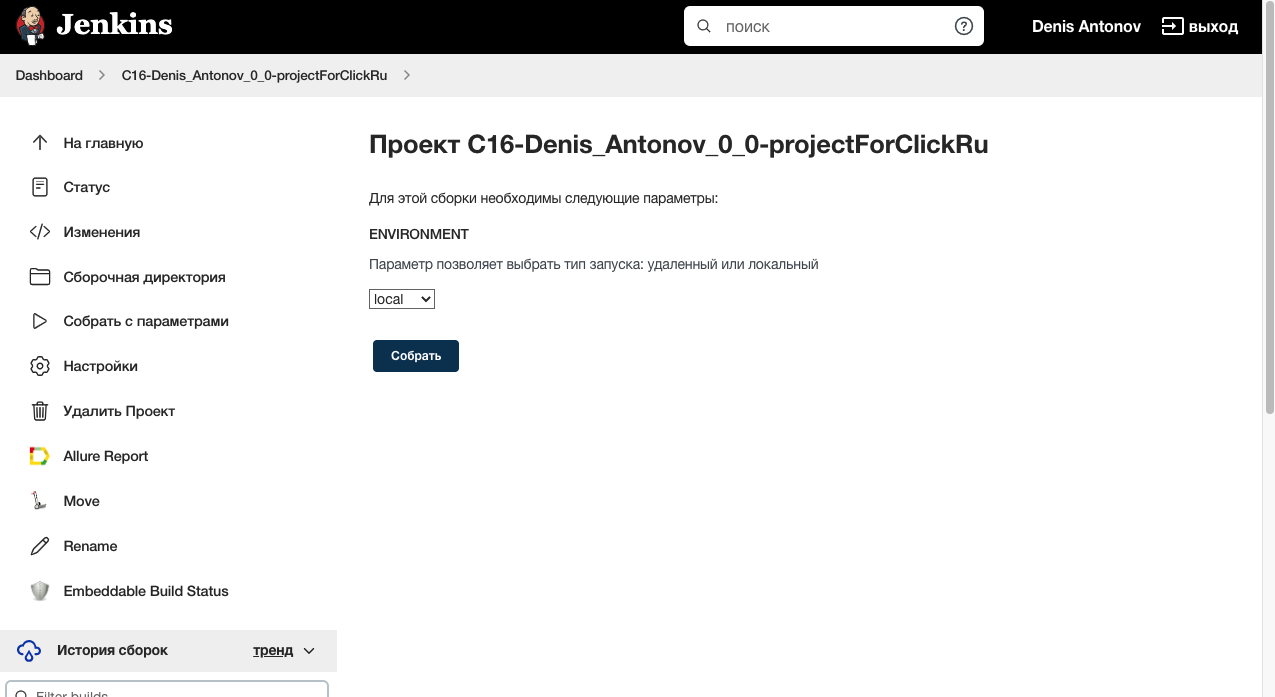 Jenkins
поиск
Denis Antonov
выход
Dashboard
C16-Denis_Antonov_0_0-projectForClickRu
На главную
Статус
Изменения
Сборочная директория
Собрать с параметрами
Настройки
Удалить Проект
Allure Report
Move
Rename
Embeddable Build Status
История сборок
тренд
Filter builds
Проект C16-Denis_Antonov_0_0-projectForClickRu
Для этой сборки необходимы следующие параметры:
ENVIRONMENT
Параметр позволяет выбрать тип запуска: удаленный или локальный
local
Собрать